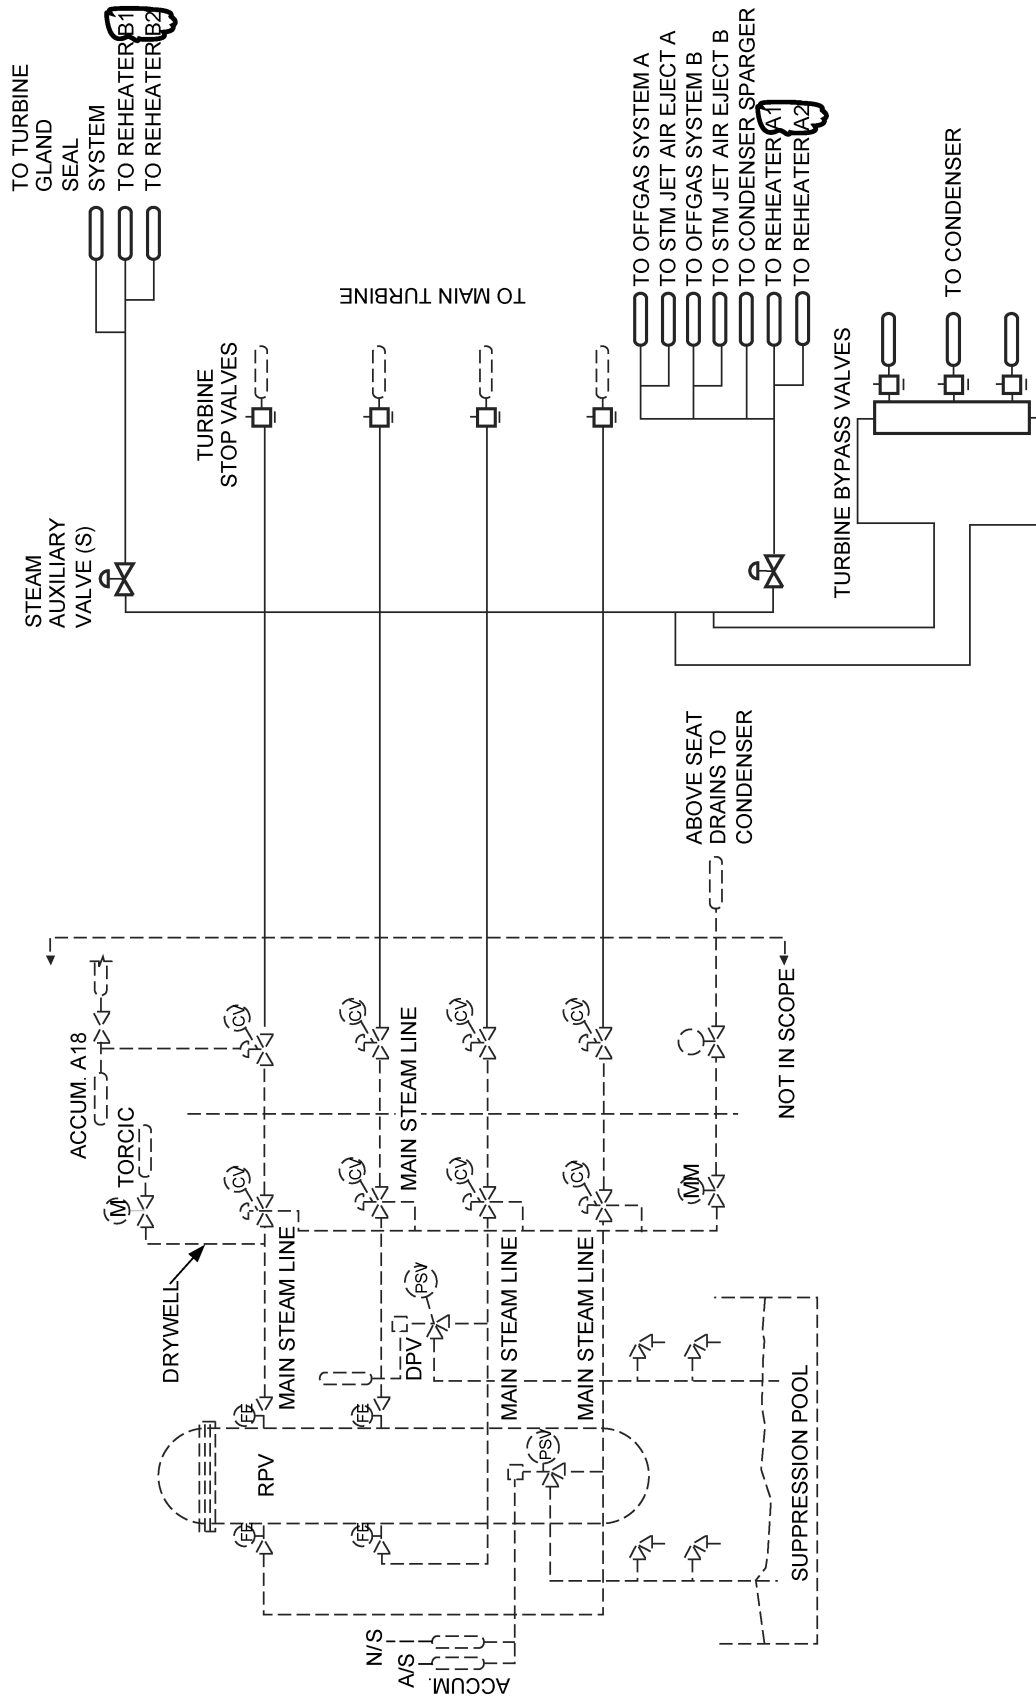 TO TURBINE
GLAND
SEAL
SYSTEM
TO REHEATER B1
TO REHEATER B2
TO MAIN TURBINE
TO OFFGAS SYSTEM A
TO STM JET AIR EJECT A
TO OFFGAS SYSTEM B
TO STM JET AIR EJECT B
TO CONDENSER SPARGER
TO REHEATER A1
TO REHEATER A2
TO CONDENSER
TURBINE
STOP VALVES
TURBINE BYPASS VALVES
STEAM
AUXILIARY
VALVE (S)
ABOVE SEAT
DRAINS TO
CONDENSER
NOT IN SCOPE
ACCUM. A18
TORCIC
M
CV
CV
CV
CV
MAIN STEAM LINE
CV
CV
CV
CV
MM
DRYWELL
MAIN STEAM LINE
MAIN STEAM LINE
MAIN STEAM LINE
PSV
DPV
FE
FE
RPV
PSV
FE
FE
SUPPRESSION POOL
N/S
A/S
ACCUM.